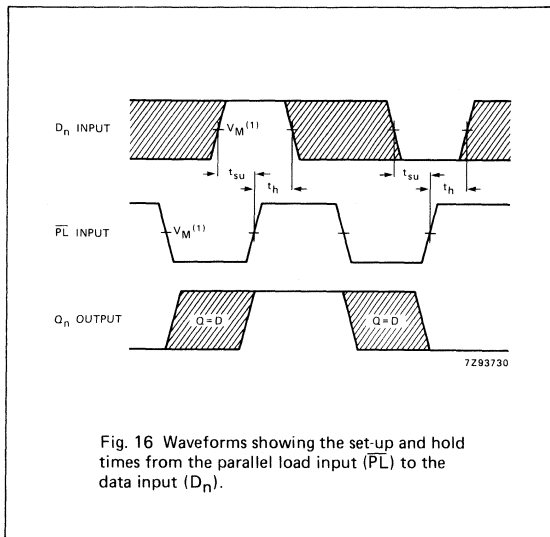 Dn INPUT
VM(1)
tsu
th
tsu
th
PL INPUT
VM(1)
Qn OUTPUT
Q=D
Q=D
7Z93730
Fig. 16 Waveforms showing the set-up and hold
times from the parallel load input (PL) to the
data input (Dn).